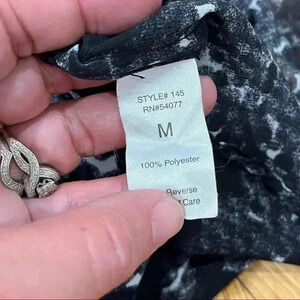 STYLE# 145
RN#54077
M
100% Polyester
Reverse
Care